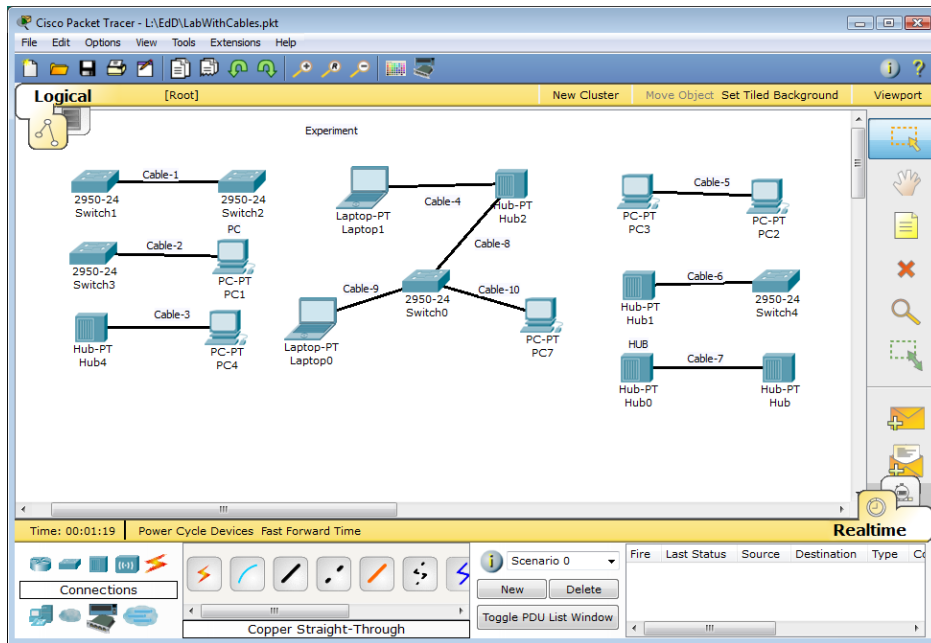 Cisco Packet Tracer - L:\EdD\LabWithCables.pkt
File Edit Options View Tools Extensions Help
Logical [Root] New Cluster Move Object Set Tiled Background Viewport
Experiment
Cable-1
2950-24
Switch1
2950-24
Switch2
PC
Cable-2
2950-24
Switch3
PC-PT
PC1
Cable-3
Hub-PT
Hub4
PC-PT
PC4
Laptop-PT
Laptop1
Cable-4
Hub-PT
Hub2
Cable-8
Cable-9
2950-24
Switch0
Cable-10
Laptop-PT
Laptop0
PC-PT
PC7
Cable-5
PC-PT
PC3
PC-PT
PC2
Cable-6
Hub-PT
Hub1
2950-24
Switch4
HUB
Cable-7
Hub-PT
Hub0
Hub-PT
Hub
Time: 00:01:19 Power Cycle Devices Fast Forward Time Realtime
Connections
Copper Straight-Through
Scenario 0
New Delete
Toggle PDU List Window
Fire Last Status Source Destination Type Cc